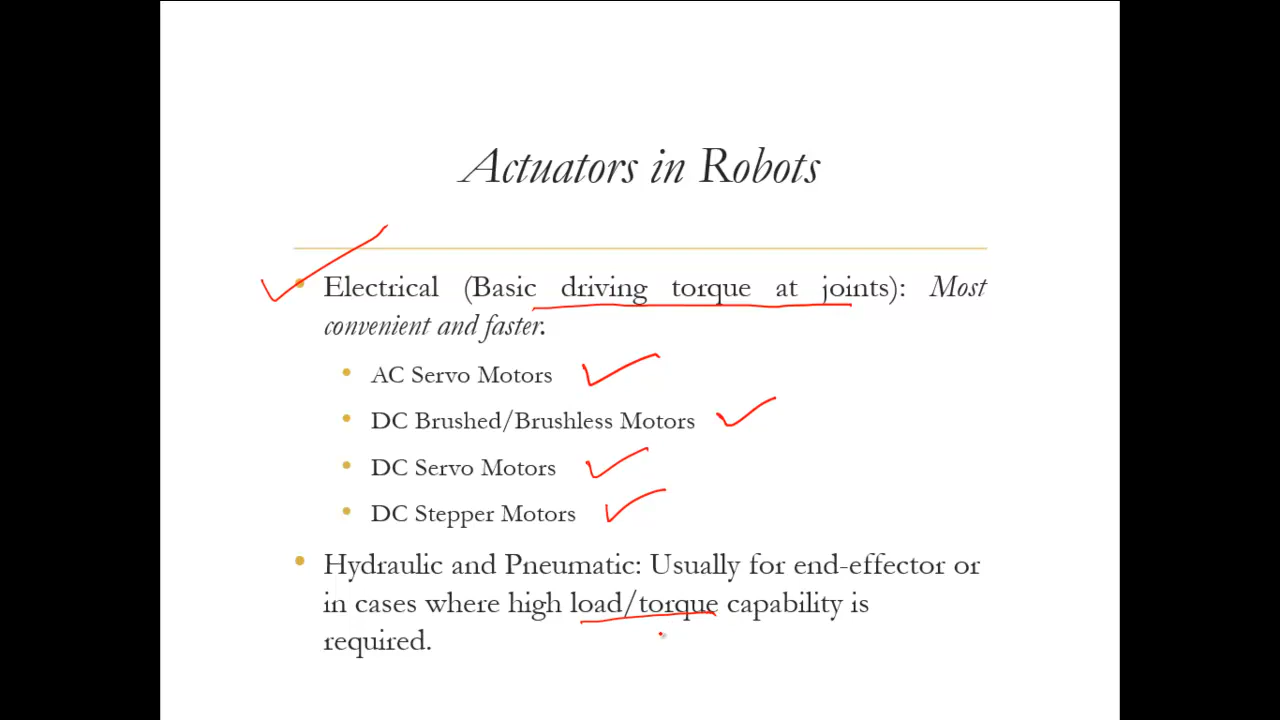 Actuators in Robots
Electrical (Basic driving torque at joints): Most
convenient and faster.
AC Servo Motors
DC Brushed/Brushless Motors
DC Servo Motors
DC Stepper Motors
Hydraulic and Pneumatic: Usually for end-effector or
in cases where high load/torque capability is
required.